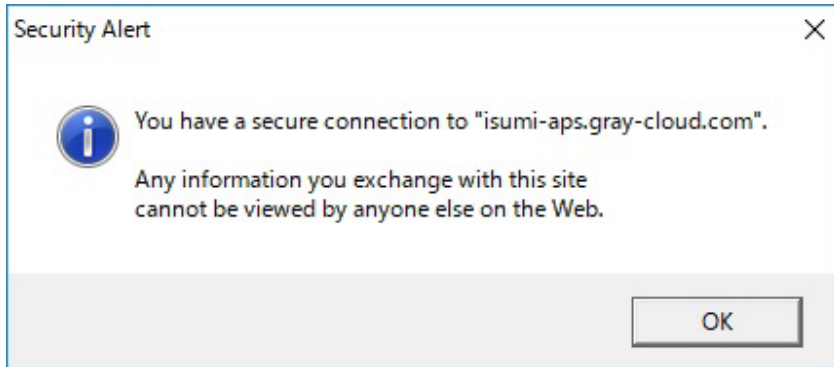 Security Alert
You have a secure connection to "isumi-aps.gray-cloud.com".
Any information you exchange with this site
cannot be viewed by anyone else on the Web.
OK